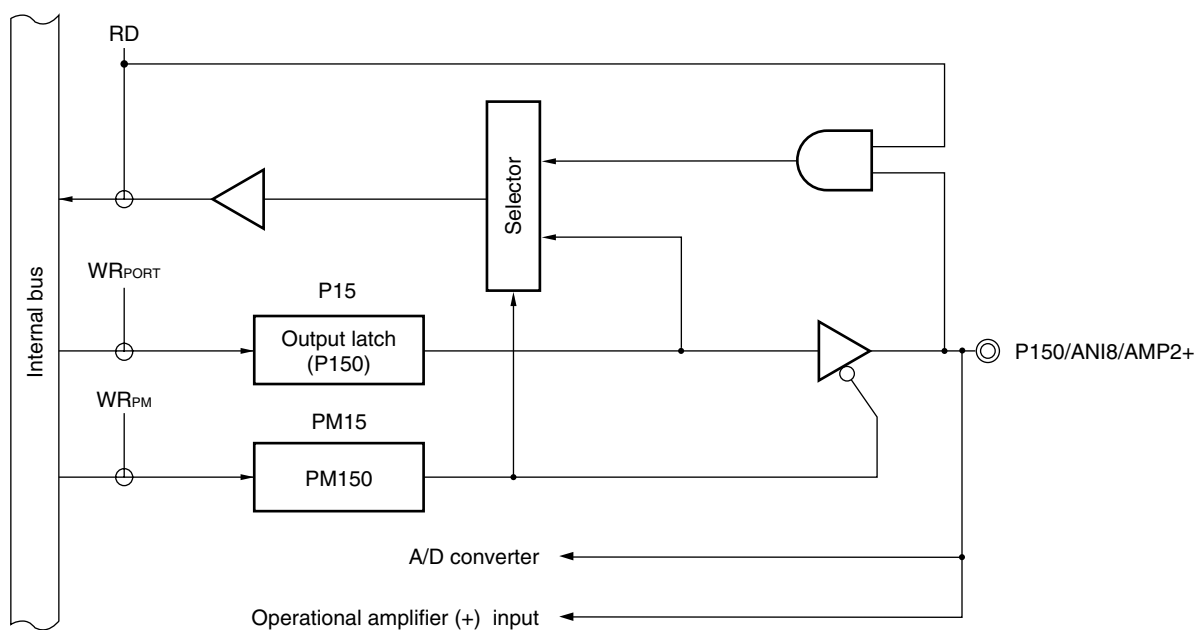 RD
Selector
Internal bus
WRPORT
P15
Output latch
(P150)
P150/ANI8/AMP2+
WRPM
PM15
PM150
A/D converter
Operational amplifier (+) input